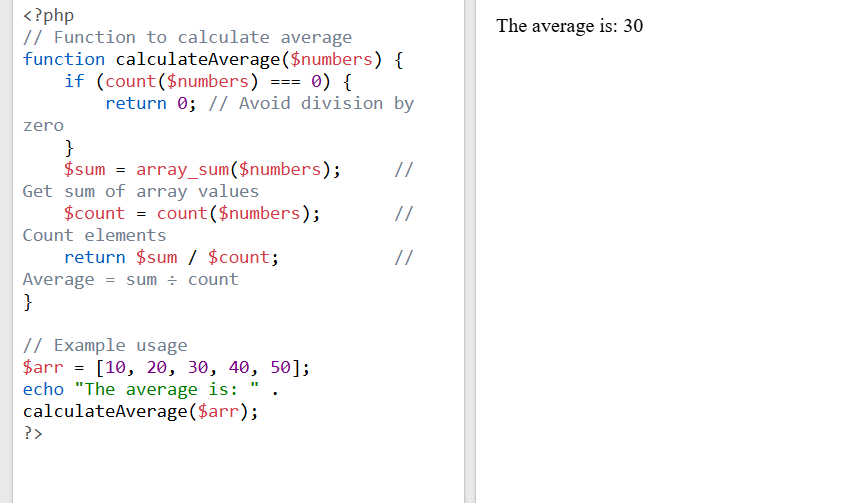 <?php
// Function to calculate average
function calculateAverage($numbers) {
    if (count($numbers) === 0) {
        return 0; // Avoid division by
zero
    }
    $sum = array_sum($numbers);     //
Get sum of array values
    $count = count($numbers);       //
Count elements
    return $sum / $count;           //
Average = sum ÷ count
}

// Example usage
$arr = [10, 20, 30, 40, 50];
echo "The average is: " .
calculateAverage($arr);
?>
The average is: 30